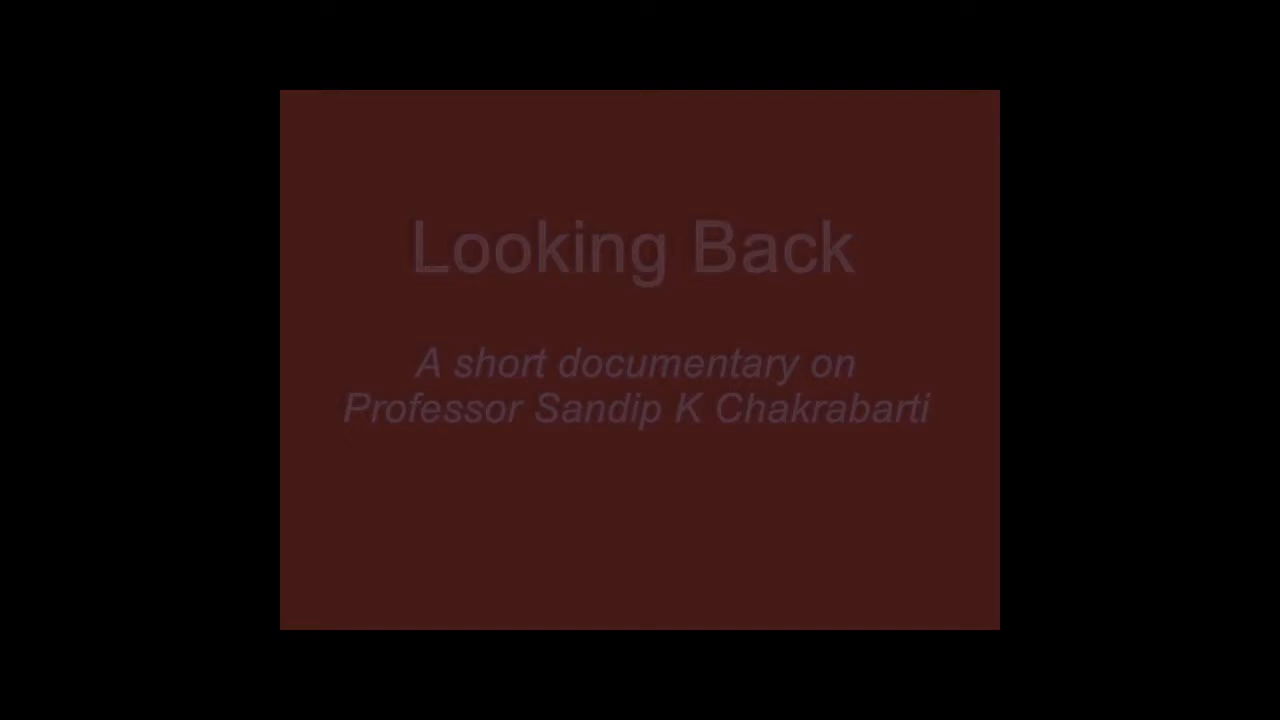 Looking Back
A short documentary on
Professor Sandip K Chakrabarti